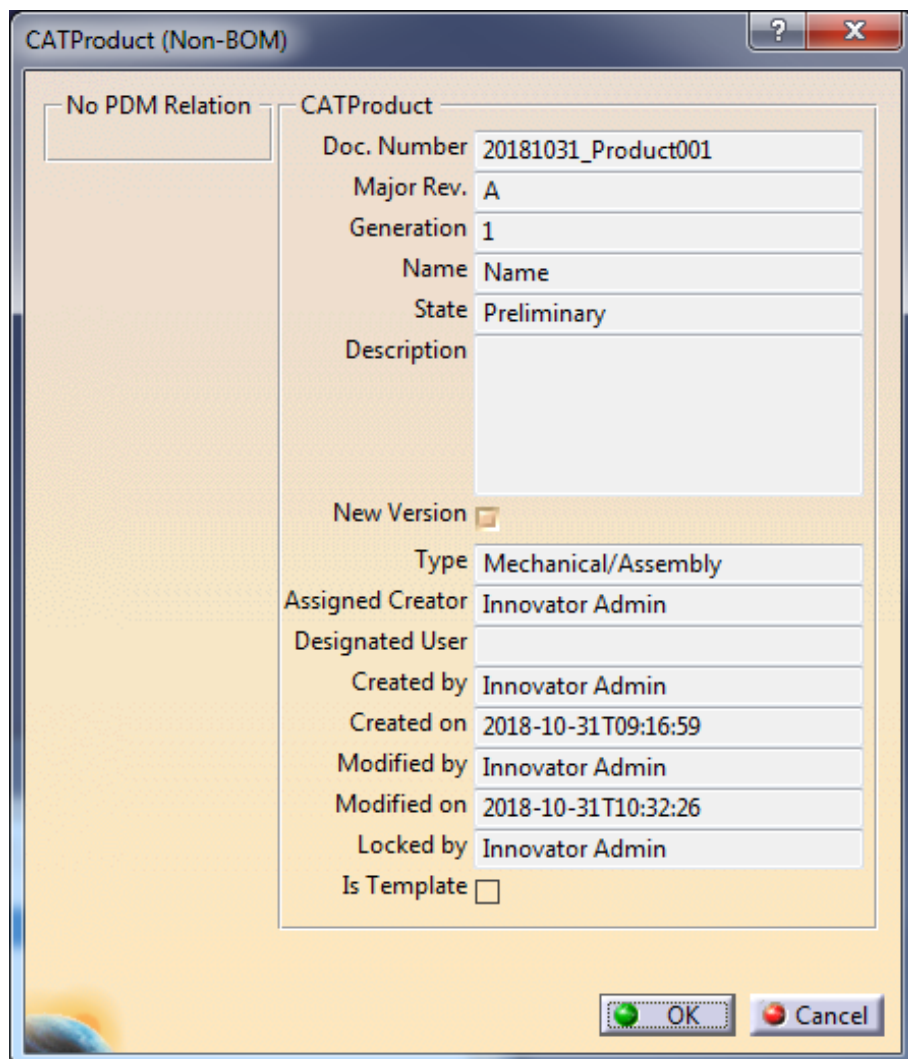 CATProduct (Non-BOM)
?
No PDM Relation
CATProduct
Doc. Number 20181031_Product001
Major Rev. A
Generation 1
Name Name
State Preliminary
Description
New Version
Type Mechanical/Assembly
Assigned Creator Innovator Admin
Designated User
Created by Innovator Admin
Created on 2018-10-31T09:16:59
Modified by Innovator Admin
Modified on 2018-10-31T10:32:26
Locked by Innovator Admin
Is Template
OK Cancel